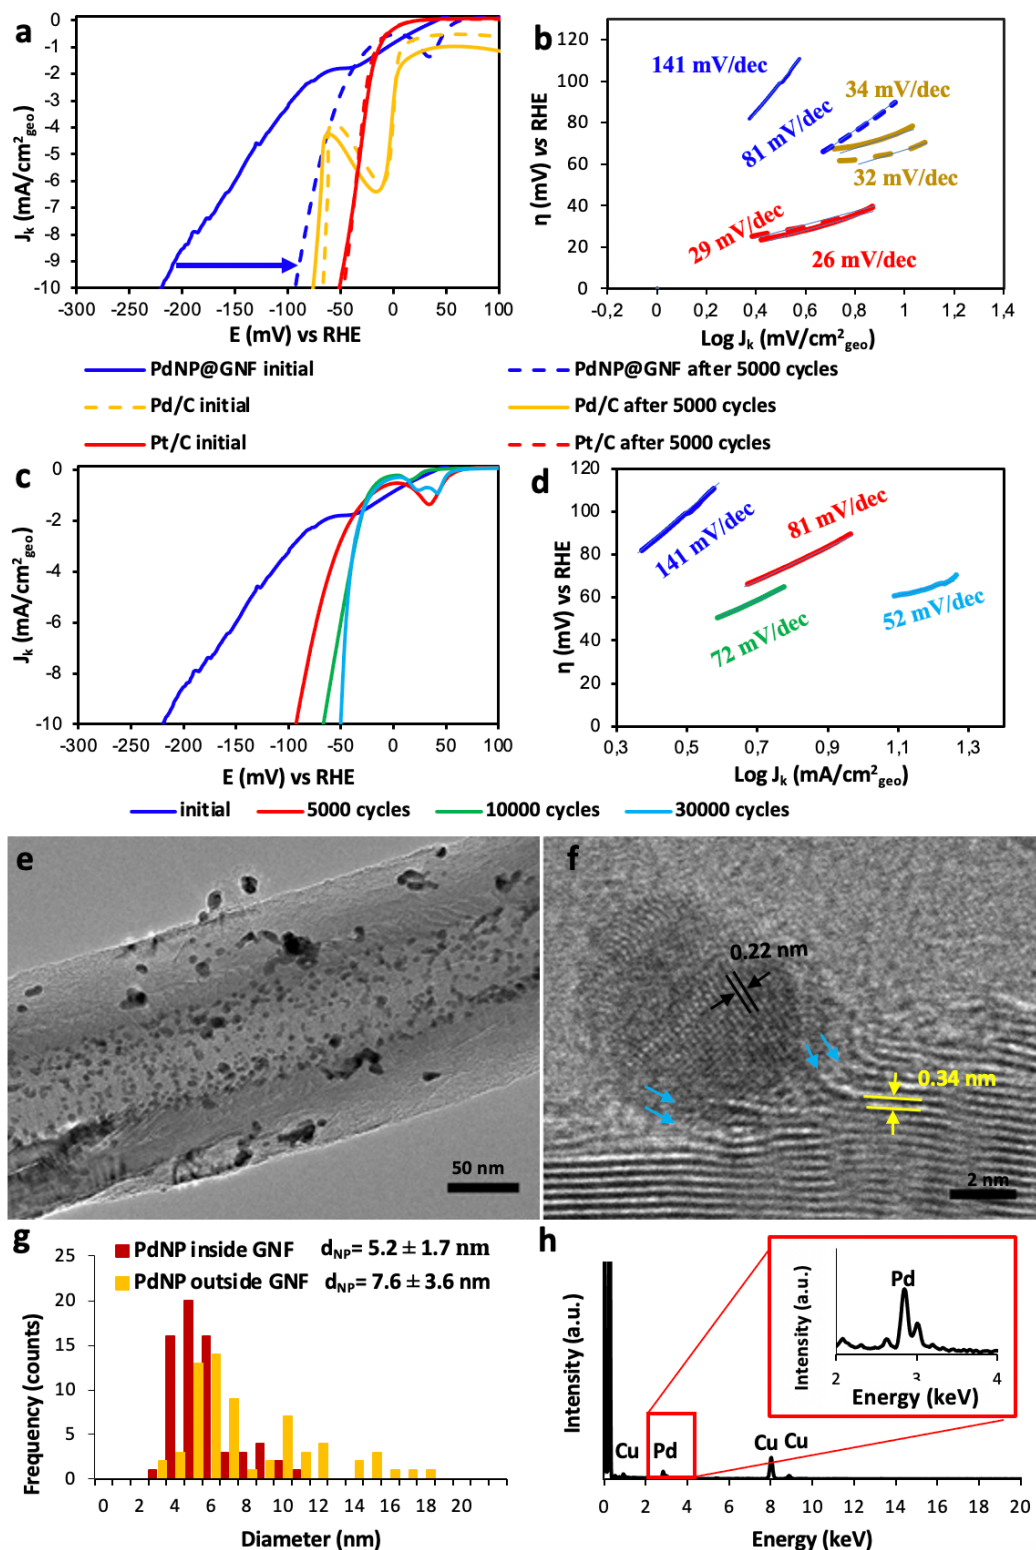 a
0
-1
-2
-3
-4
-5
-6
-7
-8
-9
-10
J_k (mA/cm²_geo)
-300 -250 -200 -150 -100 -50 0 50 100
E (mV) vs RHE
b
120
100
80
60
40
20
0
η (mV) vs RHE
141 mV/dec
81 mV/dec
34 mV/dec
32 mV/dec
29 mV/dec
26 mV/dec
-0,2 0 0,2 0,4 0,6 0,8 1 1,2 1,4
Log J_k (mV/cm²_geo)
PdNP@GNF initial
PdNP@GNF after 5000 cycles
Pd/C initial
Pd/C after 5000 cycles
Pt/C initial
Pt/C after 5000 cycles
c
0
-2
-4
-6
-8
-10
J_k (mA/cm²_geo)
-300 -250 -200 -150 -100 -50 0 50 100
E (mV) vs RHE
d
120
100
80
60
40
20
0
η (mV) vs RHE
141 mV/dec
81 mV/dec
72 mV/dec
52 mV/dec
0,3 0,5 0,7 0,9 1,1 1,3
Log J_k (mA/cm²_geo)
initial 5000 cycles 10000 cycles 30000 cycles
e
50 nm
f
0.22 nm
0.34 nm
2 nm
g
PdNP inside GNF d_NP= 5.2 ± 1.7 nm
PdNP outside GNF d_NP= 7.6 ± 3.6 nm
25
20
15
10
5
0
Frequency (counts)
0 2 4 6 8 10 12 14 16 18 20
Diameter (nm)
h
Intensity (a.u.)
Cu Pd Cu Cu
0 2 4 6 8 10 12 14 16 18 20
Energy (keV)
Intensity (a.u.)
Pd
2 3 4
Energy (keV)